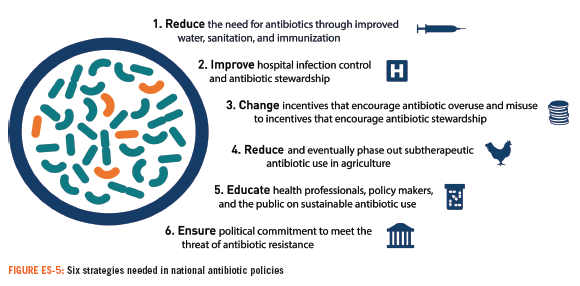 1. Reduce the need for antibiotics through improved
water, sanitation, and immunization
2. Improve hospital infection control
and antibiotic stewardship
H
3. Change incentives that encourage antibiotic overuse and misuse
to incentives that encourage antibiotic stewardship
4. Reduce and eventually phase out subtherapeutic
antibiotic use in agriculture
5. Educate health professionals, policy makers,
and the public on sustainable antibiotic use
6. Ensure political commitment to meet the
threat of antibiotic resistance
FIGURE ES-5: Six strategies needed in national antibiotic policies